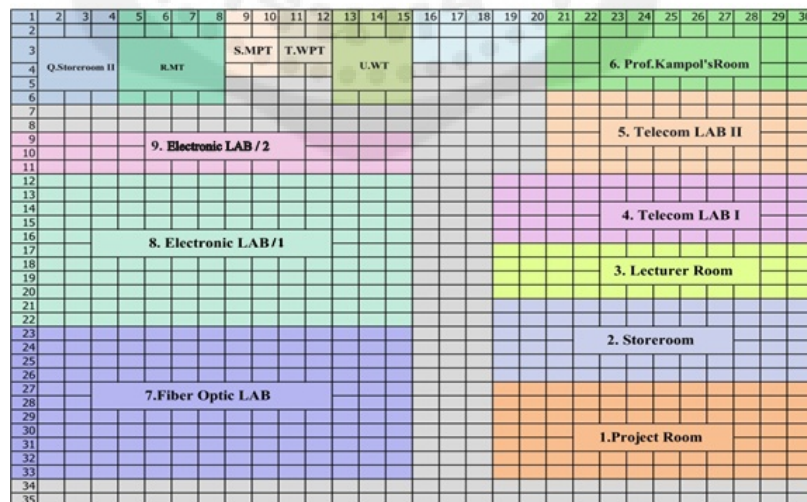 1 2 3 4 5 6 7 8 9 10 11 12 13 14 15 16 17 18 19 20 21 22 23 24 25 26 27 28 29 30
2
3 S.MPT T.WPT
Q.Storeroom II R.MT U.WT 6. Prof.Kampol'sRoom
4
5
6
7
8 5. Telecom LAB II
9
10 9. Electronic LAB / 2
11
12
13
14 4. Telecom LAB I
15
16
17 8. Electronic LAB/1
18 3. Lecturer Room
19
20
21
22
23 2. Storeroom
24
25
26
27
28 7.Fiber Optic LAB
29
30
31 1.Project Room
32
33
34
35